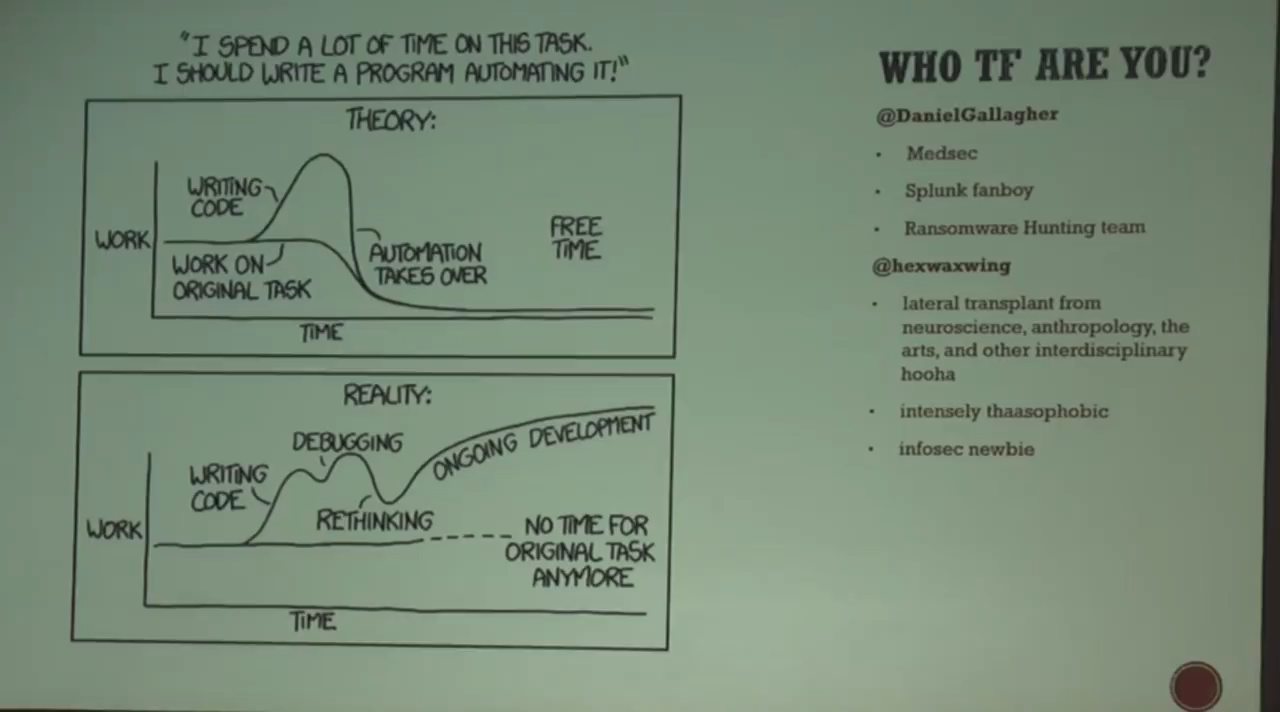 "I SPEND A LOT OF TIME ON THIS TASK.
I SHOULD WRITE A PROGRAM AUTOMATING IT!"
THEORY:
WRITING
CODE
WORK
WORK ON
ORIGINAL TASK
AUTOMATION
TAKES OVER
FREE
TIME
TIME
REALITY:
WRITING
CODE
DEBUGGING
RETHINKING
ONGOING DEVELOPMENT
WORK
NO TIME FOR
ORIGINAL TASK
ANYMORE
TIME
WHO TF ARE YOU?
@DanielGallagher
• Medsec
• Splunk fanboy
• Ransomware Hunting team
@hexwaxwing
• lateral transplant from
neuroscience, anthropology, the
arts, and other interdisciplinary
hooha
• intensely thaasophobic
• infosec newbie